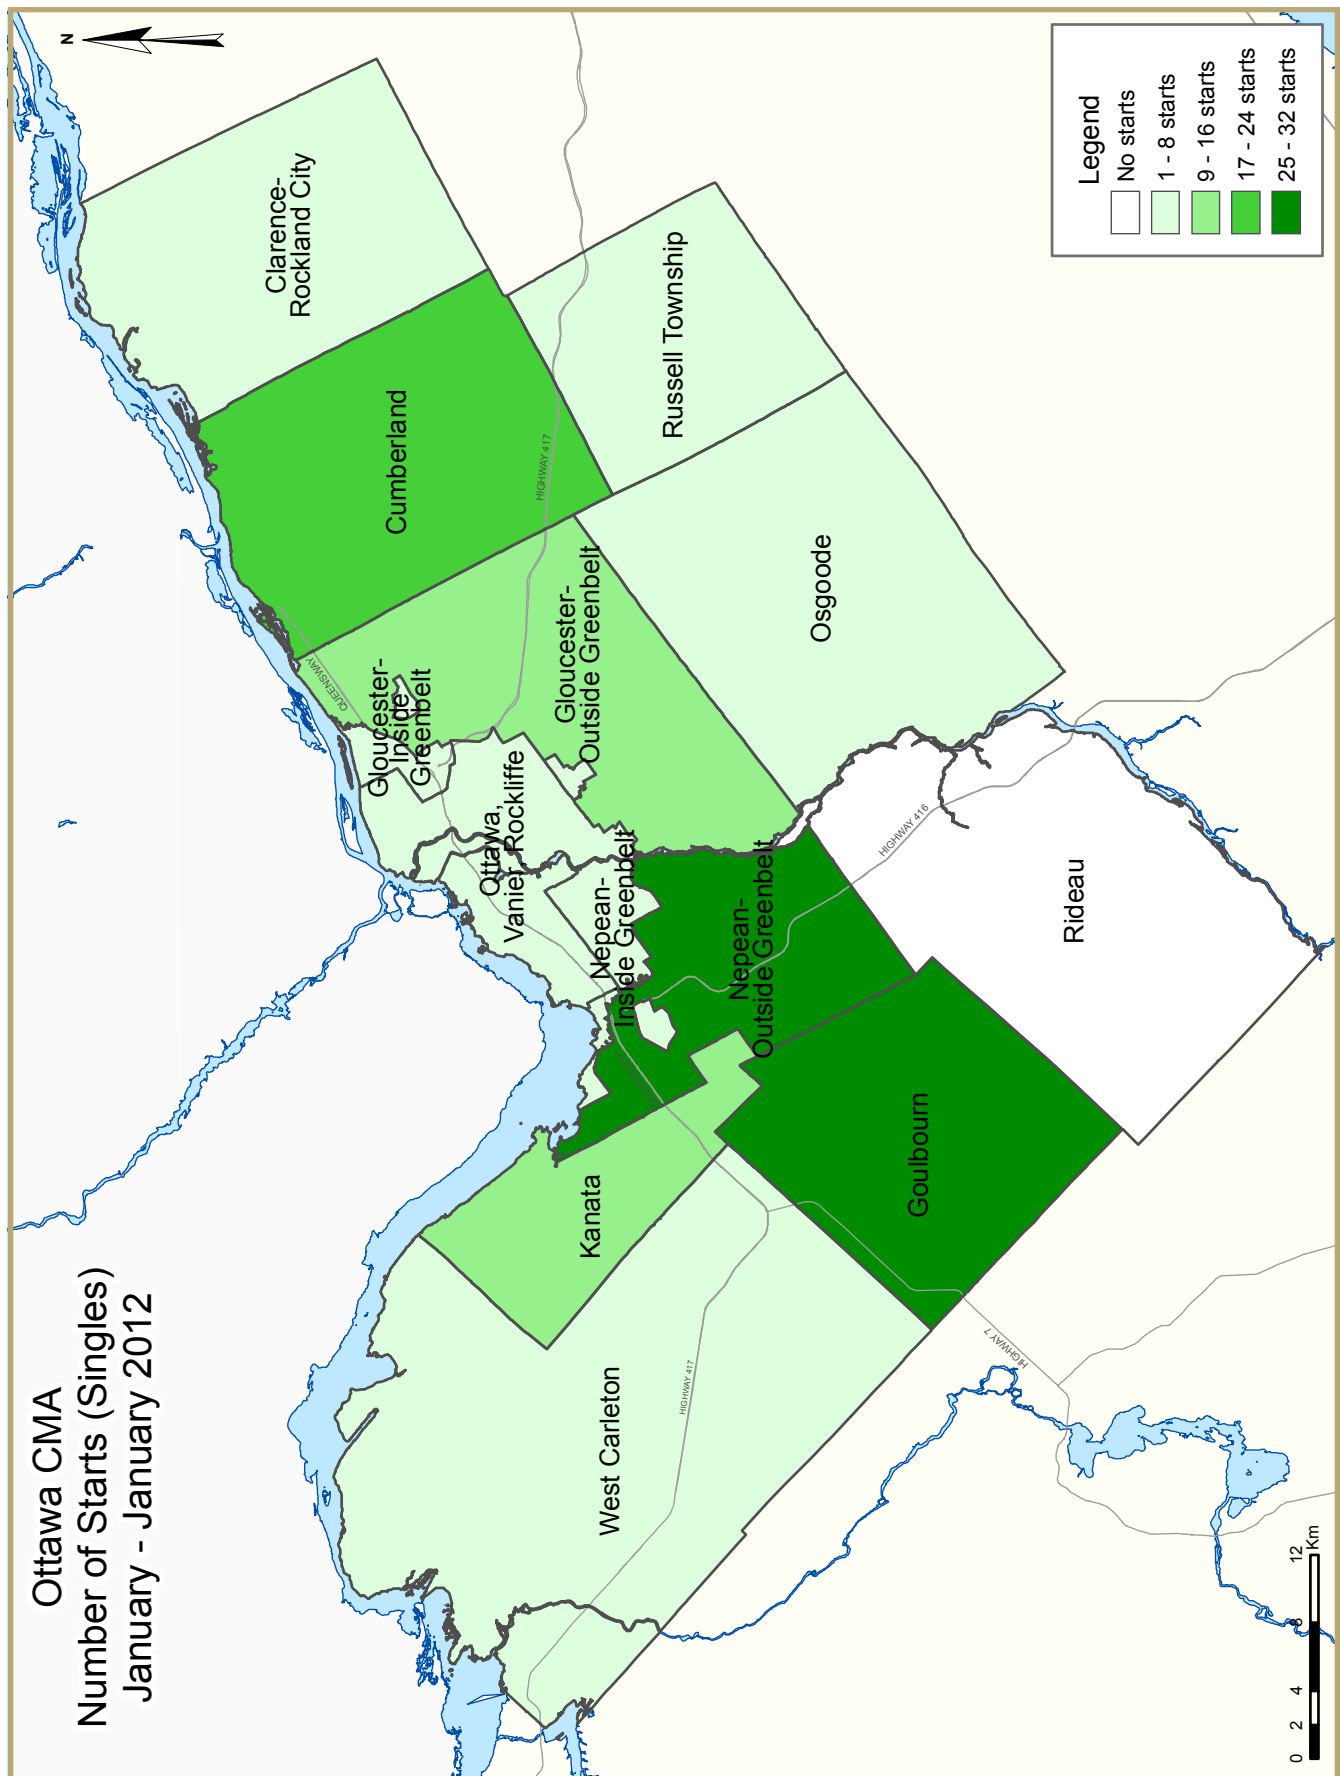 Ottawa CMA
Number of Starts (Singles)
January - January 2012
N
Clarence-
Rockland City
Cumberland
Russell Township
HIGHWAY 417
QUEENSWAY
Gloucester-
Inside
Greenbelt
Gloucester-
Outside Greenbelt
Osgoode
Ottawa,
Vanier, Rockliffe
Nepean-
Inside Greenbelt
Nepean-
Outside Greenbelt
HIGHWAY 416
Rideau
Kanata
Goulbourn
West Carleton
HIGHWAY 417
HIGHWAY 7
Legend
No starts
1 - 8 starts
9 - 16 starts
17 - 24 starts
25 - 32 starts
0 2 4 8 12
Km